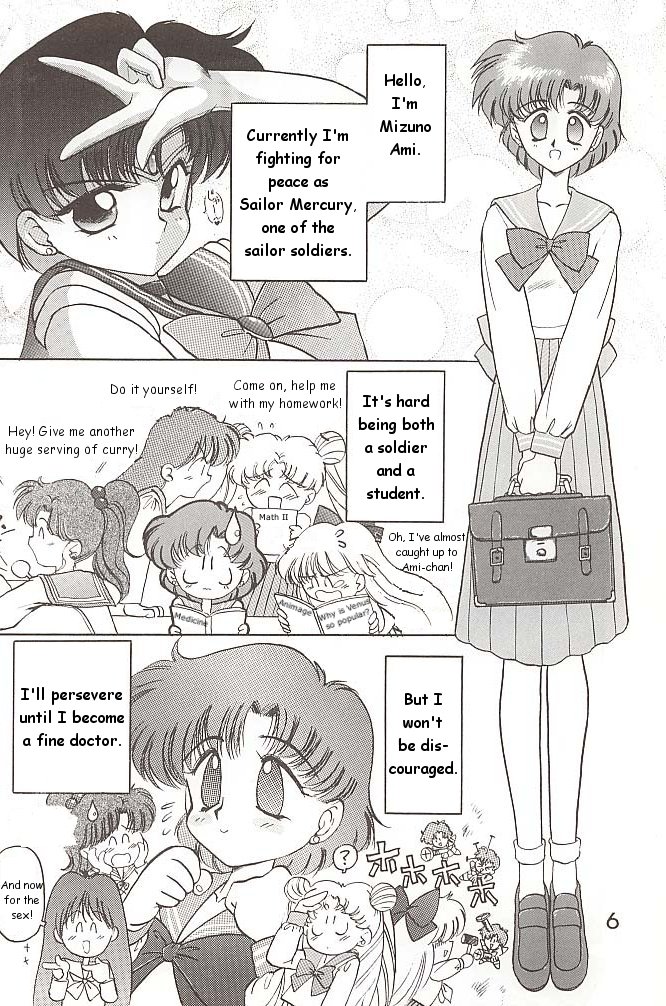 Hello,
I'm
Mizuno
Ami.
Currently I'm
fighting for
peace as
Sailor Mercury,
one of the
sailor soldiers.
It's hard
being both
a soldier
and a
student.
Come on, help me
with my homework!
Do it yourself!
Hey! Give me another
huge serving of curry!
Math II
Medicine
Oh, I've almost
caught up to
Ami-chan!
Animage
Why is Venus
so popular?
But I
won't
be dis-
couraged.
I'll persevere
until I become
a fine doctor.
?
ホホホホ
And now
for the
sex!
6